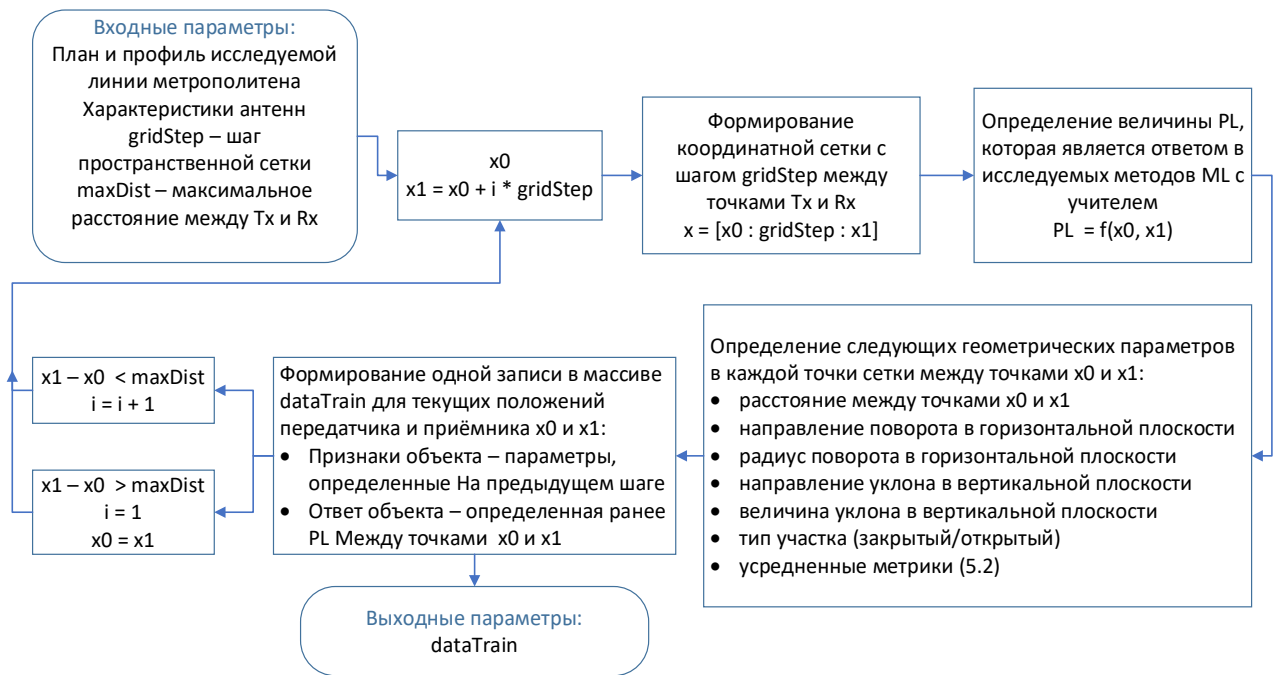 Входные параметры:
План и профиль исследуемой
линии метрополитена
Характеристики антенн
gridStep – шаг
пространственной сетки
maxDist – максимальное
расстояние между Tx и Rx
x0
x1 = x0 + i * gridStep
Формирование
координатной сетки с
шагом gridStep между
точками Tx и Rx
x = [x0 : gridStep : x1]
Определение величины PL,
которая является ответом в
исследуемых методов ML с
учителем
PL = f(x0, x1)
Определение следующих геометрических параметров
в каждой точки сетки между точками x0 и x1:
• расстояние между точками x0 и x1
• направление поворота в горизонтальной плоскости
• радиус поворота в горизонтальной плоскости
• направление уклона в вертикальной плоскости
• величина уклона в вертикальной плоскости
• тип участка (закрытый/открытый)
• усредненные метрики (5.2)
Формирование одной записи в массиве
dataTrain для текущих положений
передатчика и приёмника x0 и x1:
• Признаки объекта – параметры,
определенные На предыдущем шаге
• Ответ объекта – определенная ранее
PL Между точками x0 и x1
x1 – x0 < maxDist
i = i + 1
x1 – x0 > maxDist
i = 1
x0 = x1
Выходные параметры:
dataTrain